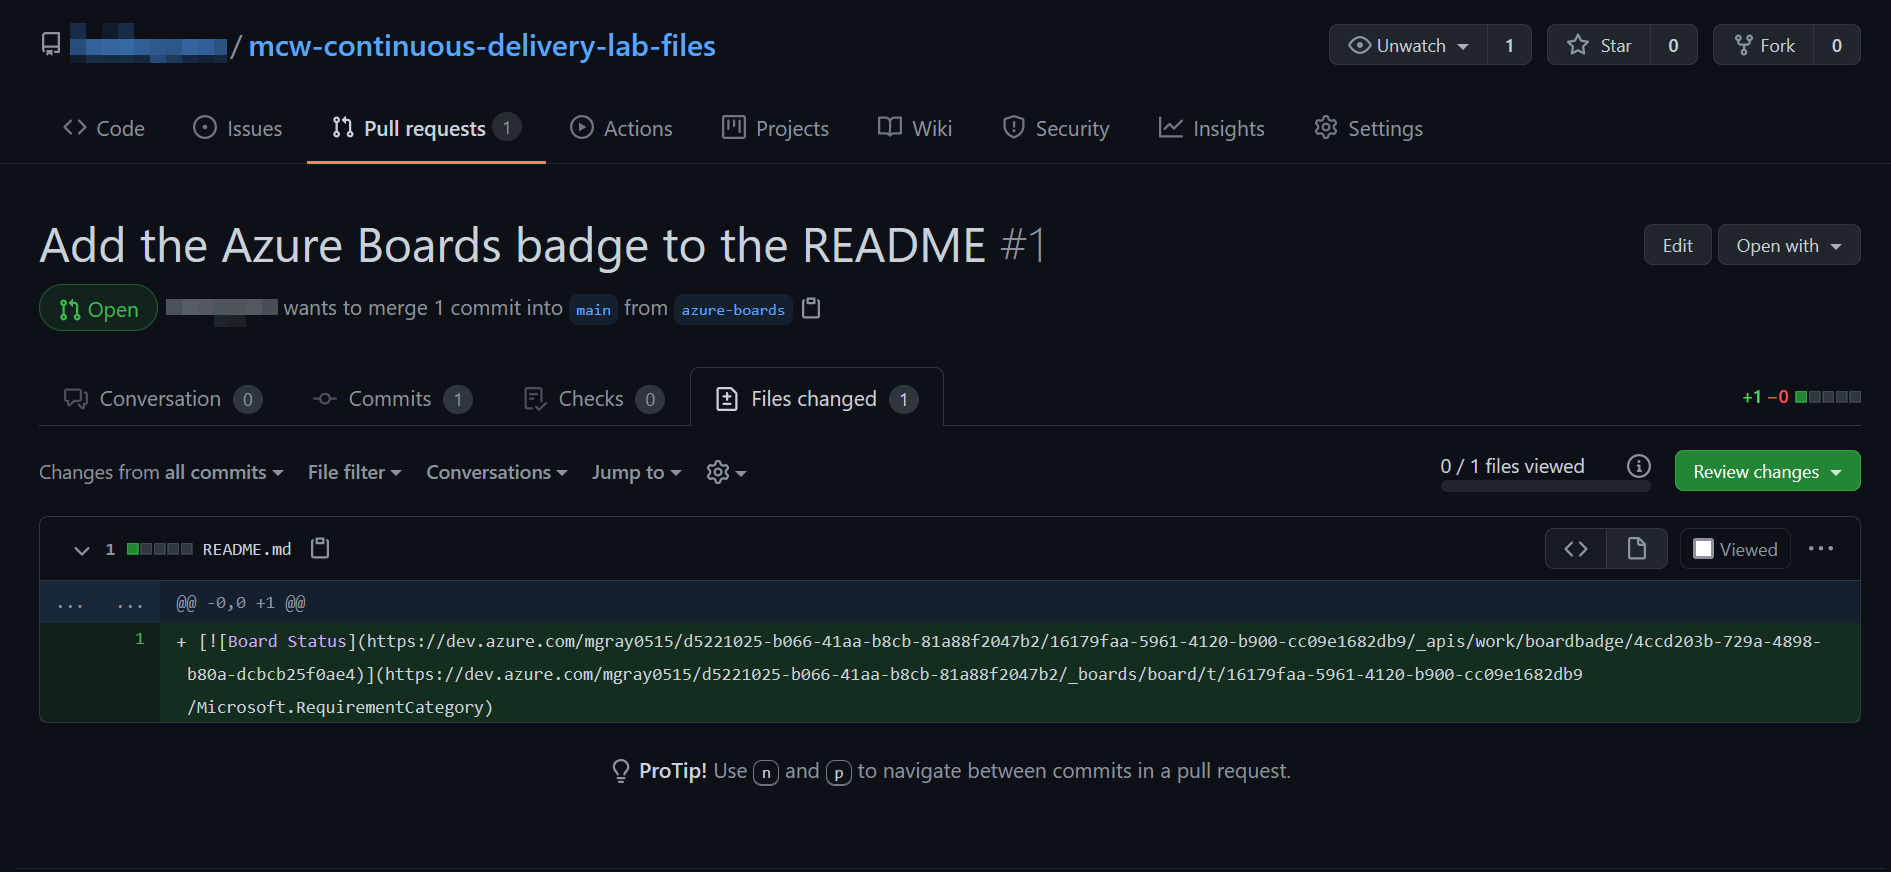 / mcw-continuous-delivery-lab-files
Unwatch 1 Star 0 Fork 0
Code Issues Pull requests 1 Actions Projects Wiki Security Insights Settings
Add the Azure Boards badge to the README #1
Edit Open with
Open wants to merge 1 commit into main from azure-boards
Conversation 0 Commits 1 Checks 0 Files changed 1
+1 −0
Changes from all commits File filter Conversations Jump to
0 / 1 files viewed
Review changes
1 README.md
Viewed ...
... ... @@ -0,0 +1 @@
1 + [![Board Status](https://dev.azure.com/mgray0515/d5221025-b066-41aa-b8cb-81a88f2047b2/16179faa-5961-4120-b900-cc09e1682db9/_apis/work/boardbadge/4ccd203b-729a-4898-
b80a-dcbcb25f0ae4)](https://dev.azure.com/mgray0515/d5221025-b066-41aa-b8cb-81a88f2047b2/_boards/board/t/16179faa-5961-4120-b900-cc09e1682db9
/Microsoft.RequirementCategory)
ProTip! Use n and p to navigate between commits in a pull request.